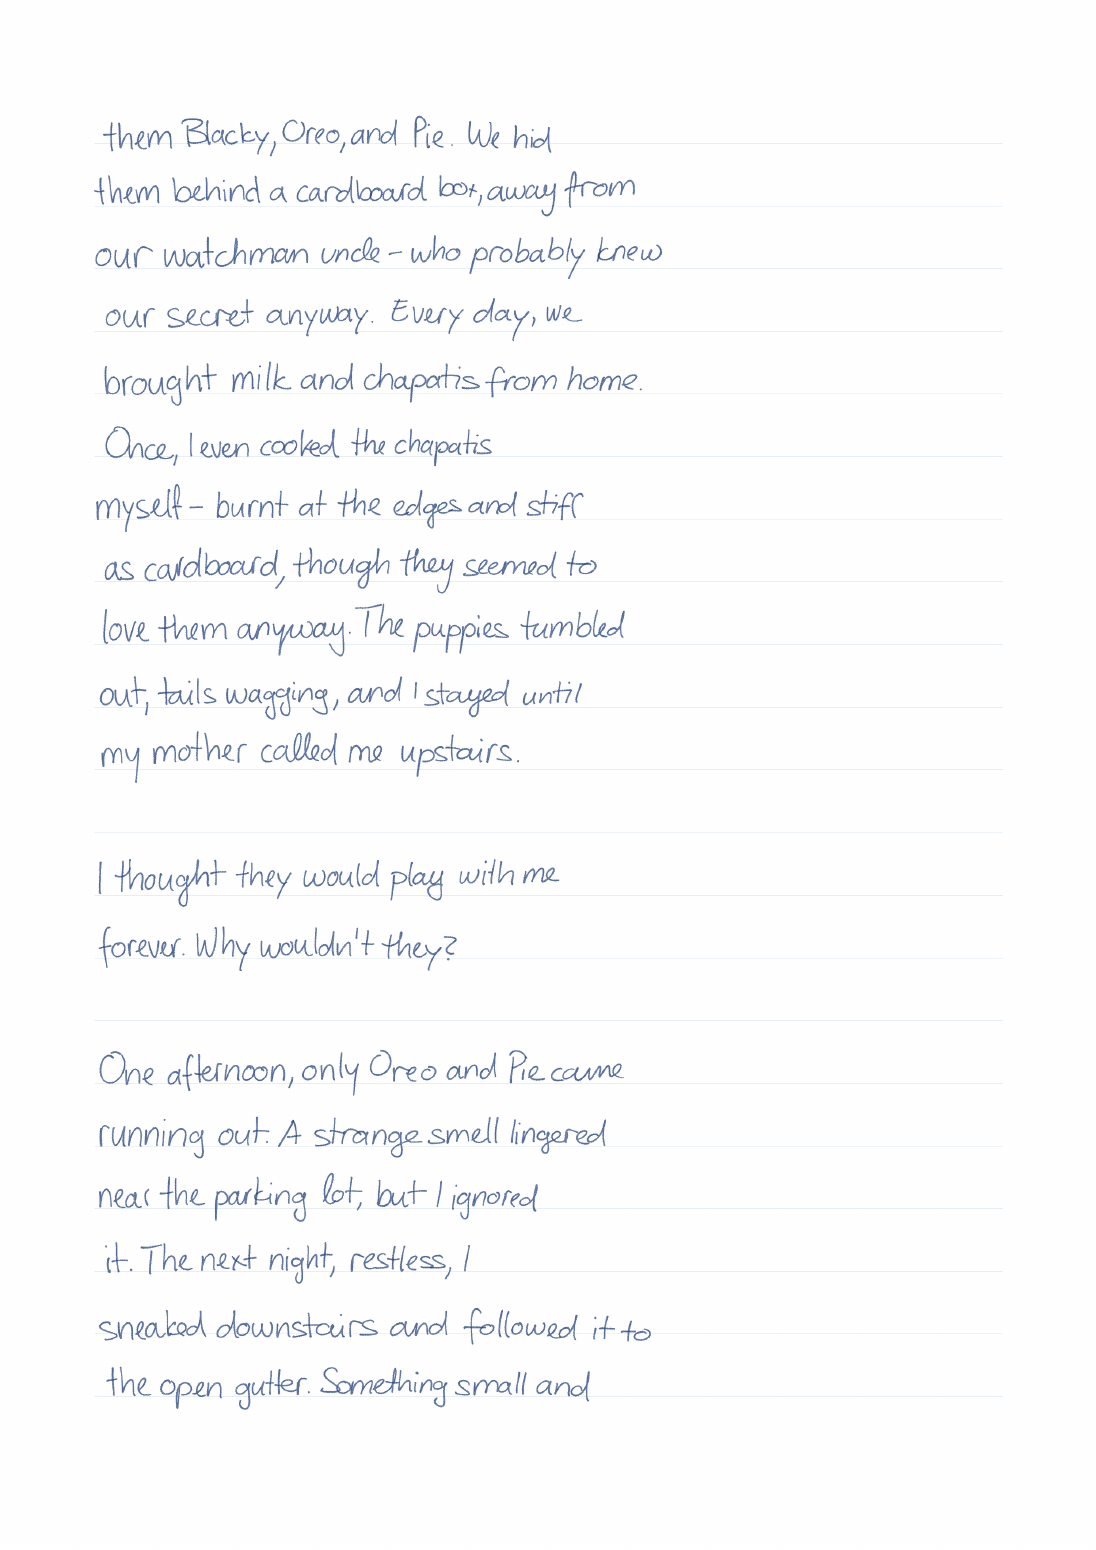 them Blacky, Oreo, and Pie. We hid
them behind a cardboard box, away from
our watchman uncle – who probably knew
our secret anyway. Every day, we
brought milk and chapatis from home.
Once, I even cooked the chapatis
myself – burnt at the edges and stiff
as cardboard, though they seemed to
love them anyway. The puppies tumbled
out, tails wagging, and I stayed until
my mother called me upstairs.
I thought they would play with me
forever. Why wouldn't they?
One afternoon, only Oreo and Pie came
running out. A strange smell lingered
near the parking lot, but I ignored
it. The next night, restless, I
sneaked downstairs and followed it to
the open gutter. Something small and